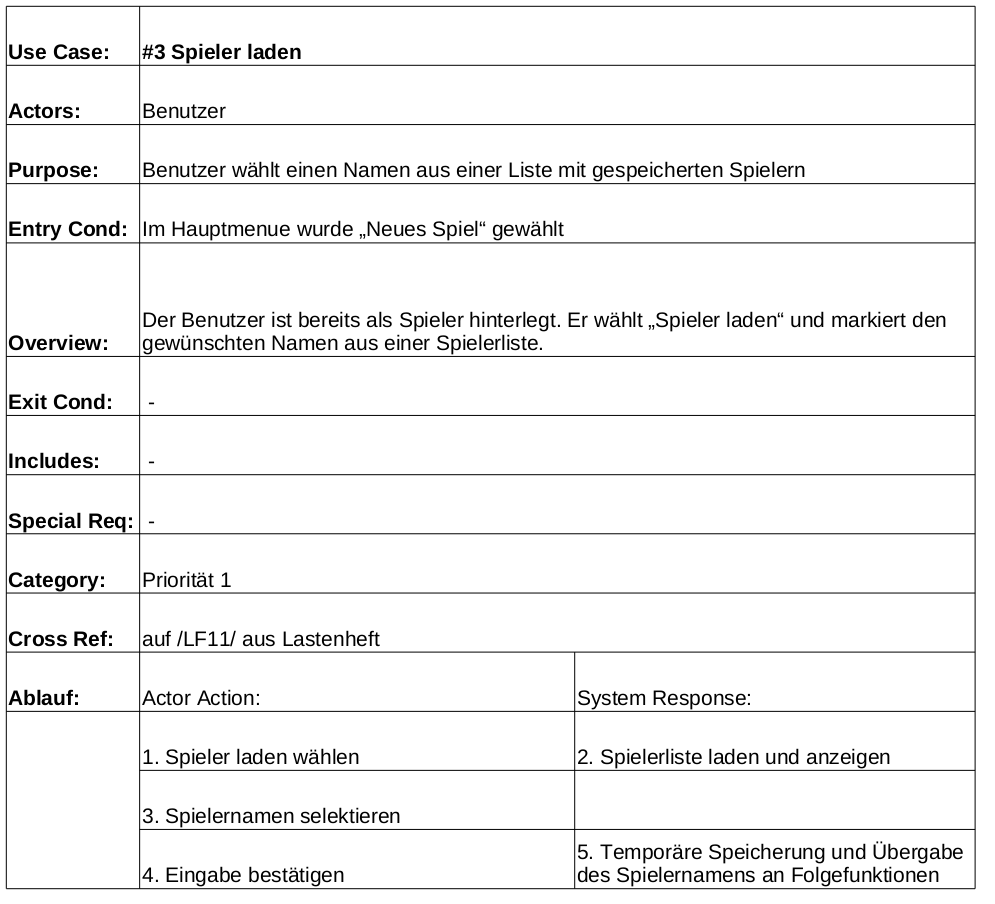 Use Case: #3 Spieler laden
Actors: Benutzer
Purpose: Benutzer wählt einen Namen aus einer Liste mit gespeicherten Spielern
Entry Cond: Im Hauptmenue wurde „Neues Spiel“ gewählt
Der Benutzer ist bereits als Spieler hinterlegt. Er wählt „Spieler laden“ und markiert den
Overview: gewünschten Namen aus einer Spielerliste.
Exit Cond: -
Includes: -
Special Req: -
Category: Priorität 1
Cross Ref: auf /LF11/ aus Lastenheft
Ablauf: Actor Action: System Response:
1. Spieler laden wählen 2. Spielerliste laden und anzeigen
3. Spielernamen selektieren
4. Eingabe bestätigen 5. Temporäre Speicherung und Übergabe
des Spielernamens an Folgefunktionen